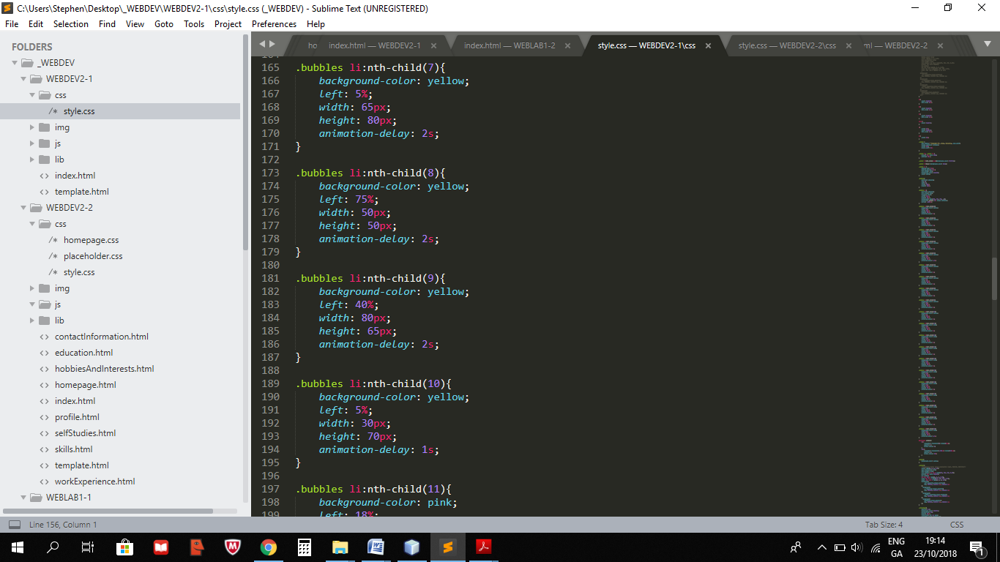 C:\Users\Stephen\Desktop\_WEBDEV\WEBDEV2-1\css\style.css (_WEBDEV) - Sublime Text (UNREGISTERED)
File Edit Selection Find View Goto Tools Project Preferences Help
ho index.html — WEBDEV2-1 × index.html — WEBLAB1-2 × style.css — WEBDEV2-1\css × style.css — WEBDEV2-2\css × ml — WEBDEV2-2 ×
FOLDERS
_WEBDEV
WEBDEV2-1
css
/* style.css
img
js
lib
<> index.html
<> template.html
WEBDEV2-2
css
/* homepage.css
/* placeholder.css
/* style.css
img
js
lib
<> contactInformation.html
<> education.html
<> hobbiesAndInterests.html
<> homepage.html
<> index.html
<> profile.html
<> selfStudies.html
<> skills.html
<> template.html
<> workExperience.html
WEBLAB1-1
164
165 .bubbles li:nth-child(7){
166 background-color: yellow;
167 left: 5%;
168 width: 65px;
169 height: 80px;
170 animation-delay: 2s;
171 }
172
173 .bubbles li:nth-child(8){
174 background-color: yellow;
175 left: 75%;
176 width: 50px;
177 height: 50px;
178 animation-delay: 2s;
179 }
180
181 .bubbles li:nth-child(9){
182 background-color: yellow;
183 left: 40%;
184 width: 80px;
185 height: 65px;
186 animation-delay: 2s;
187 }
188
189 .bubbles li:nth-child(10){
190 background-color: yellow;
191 left: 5%;
192 width: 30px;
193 height: 70px;
194 animation-delay: 1s;
195 }
196
197 .bubbles li:nth-child(11){
198 background-color: pink;
199 left: 18%;
Line 156, Column 1 Tab Size: 4 CSS
ENG
GA
19:14
23/10/2018
1